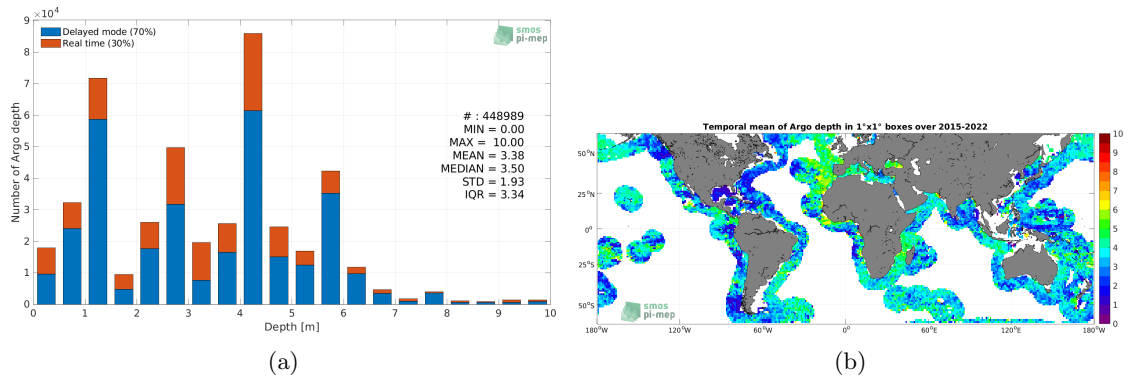 9 ×10⁴
8
7
6
5
4
3
2
1
0
Number of Argo depth
Delayed mode (70%)
Real time (30%)
smos
pi-mep
# : 448989
MIN = 0.00
MAX = 10.00
MEAN = 3.38
MEDIAN = 3.50
STD = 1.93
IQR = 3.34
0 1 2 3 4 5 6 7 8 9 10
Depth [m]
(a)
Temporal mean of Argo depth in 1°x1° boxes over 2015-2022
50°N
25°N
0°
25°S
50°S
smos
pi-mep
180°W 120°W 60°W 0° 60°E 120°E 180°W
10
9
8
7
6
5
4
3
2
1
0
(b)